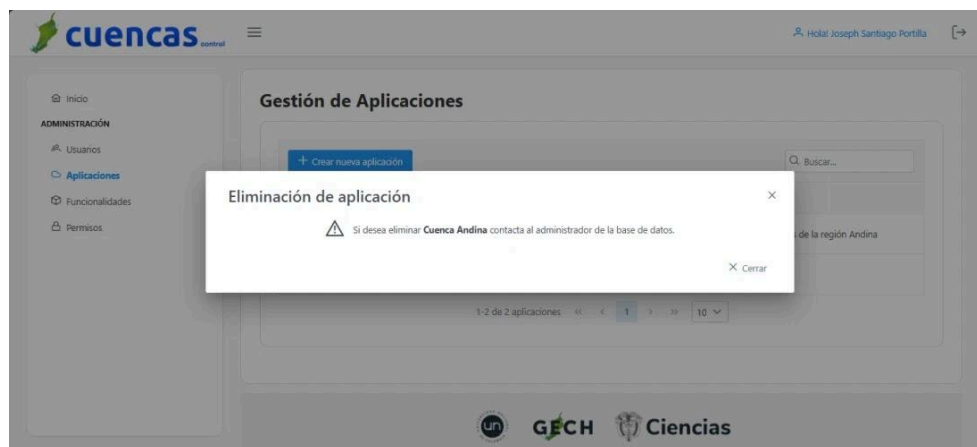 cuencas control
Hola! Joseph Santiago Portilla
Inicio
ADMINISTRACIÓN
Usuarios
Aplicaciones
Funcionalidades
Permisos
Gestión de Aplicaciones
+ Crear nueva aplicación
Buscar...
Eliminación de aplicación
Si desea eliminar Cuenca Andina contacta al administrador de la base de datos.
× Cerrar
de la región Andina
1-2 de 2 aplicaciones « < 1 > » 10
un GECH Ciencias